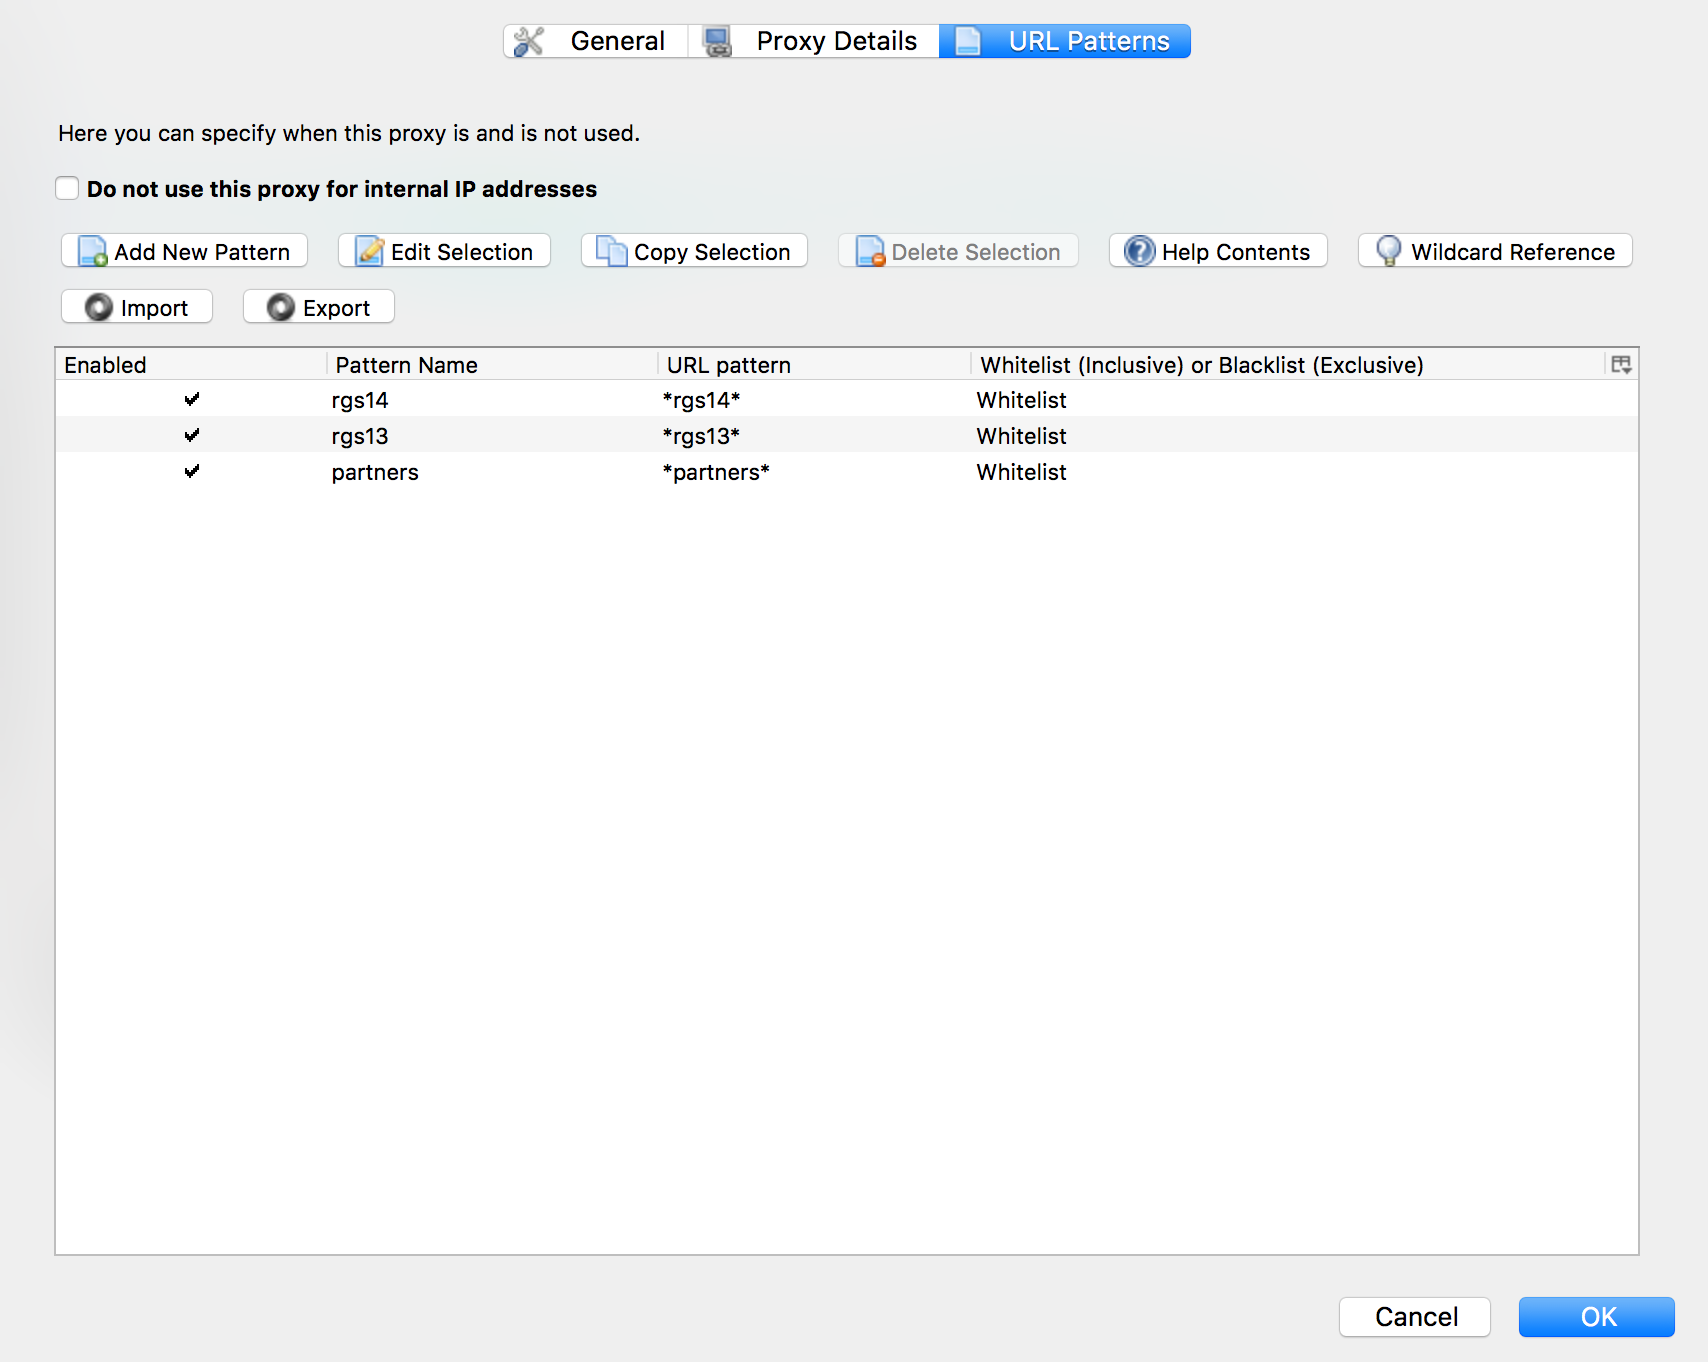 General Proxy Details URL Patterns
Here you can specify when this proxy is and is not used.
Do not use this proxy for internal IP addresses
Add New Pattern Edit Selection Copy Selection Delete Selection Help Contents Wildcard Reference
Import Export
Enabled Pattern Name URL pattern Whitelist (Inclusive) or Blacklist (Exclusive)
rgs14 *rgs14* Whitelist
rgs13 *rgs13* Whitelist
partners *partners* Whitelist
Cancel OK